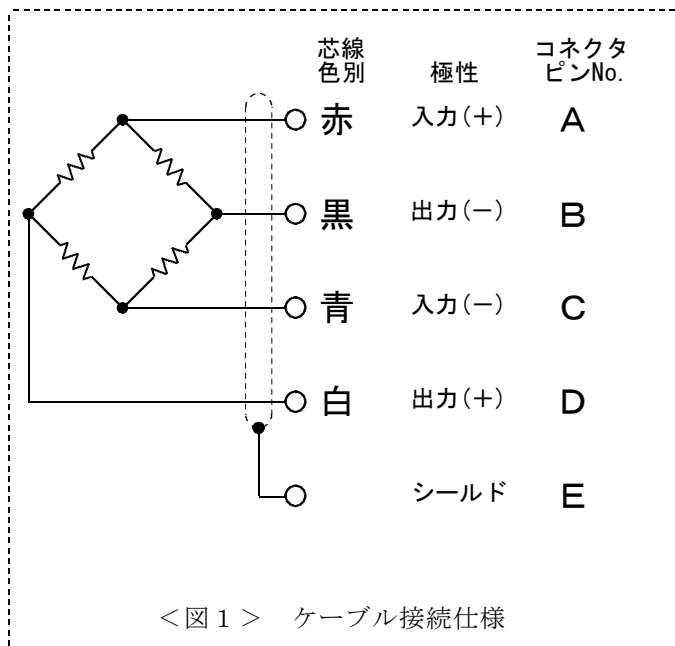 芯線
色別
極性
コネクタ
ピンNo.
赤 入力(+) A
黒 出力(-) B
青 入力(-) C
白 出力(+) D
シールド E
<図1> ケーブル接続仕様